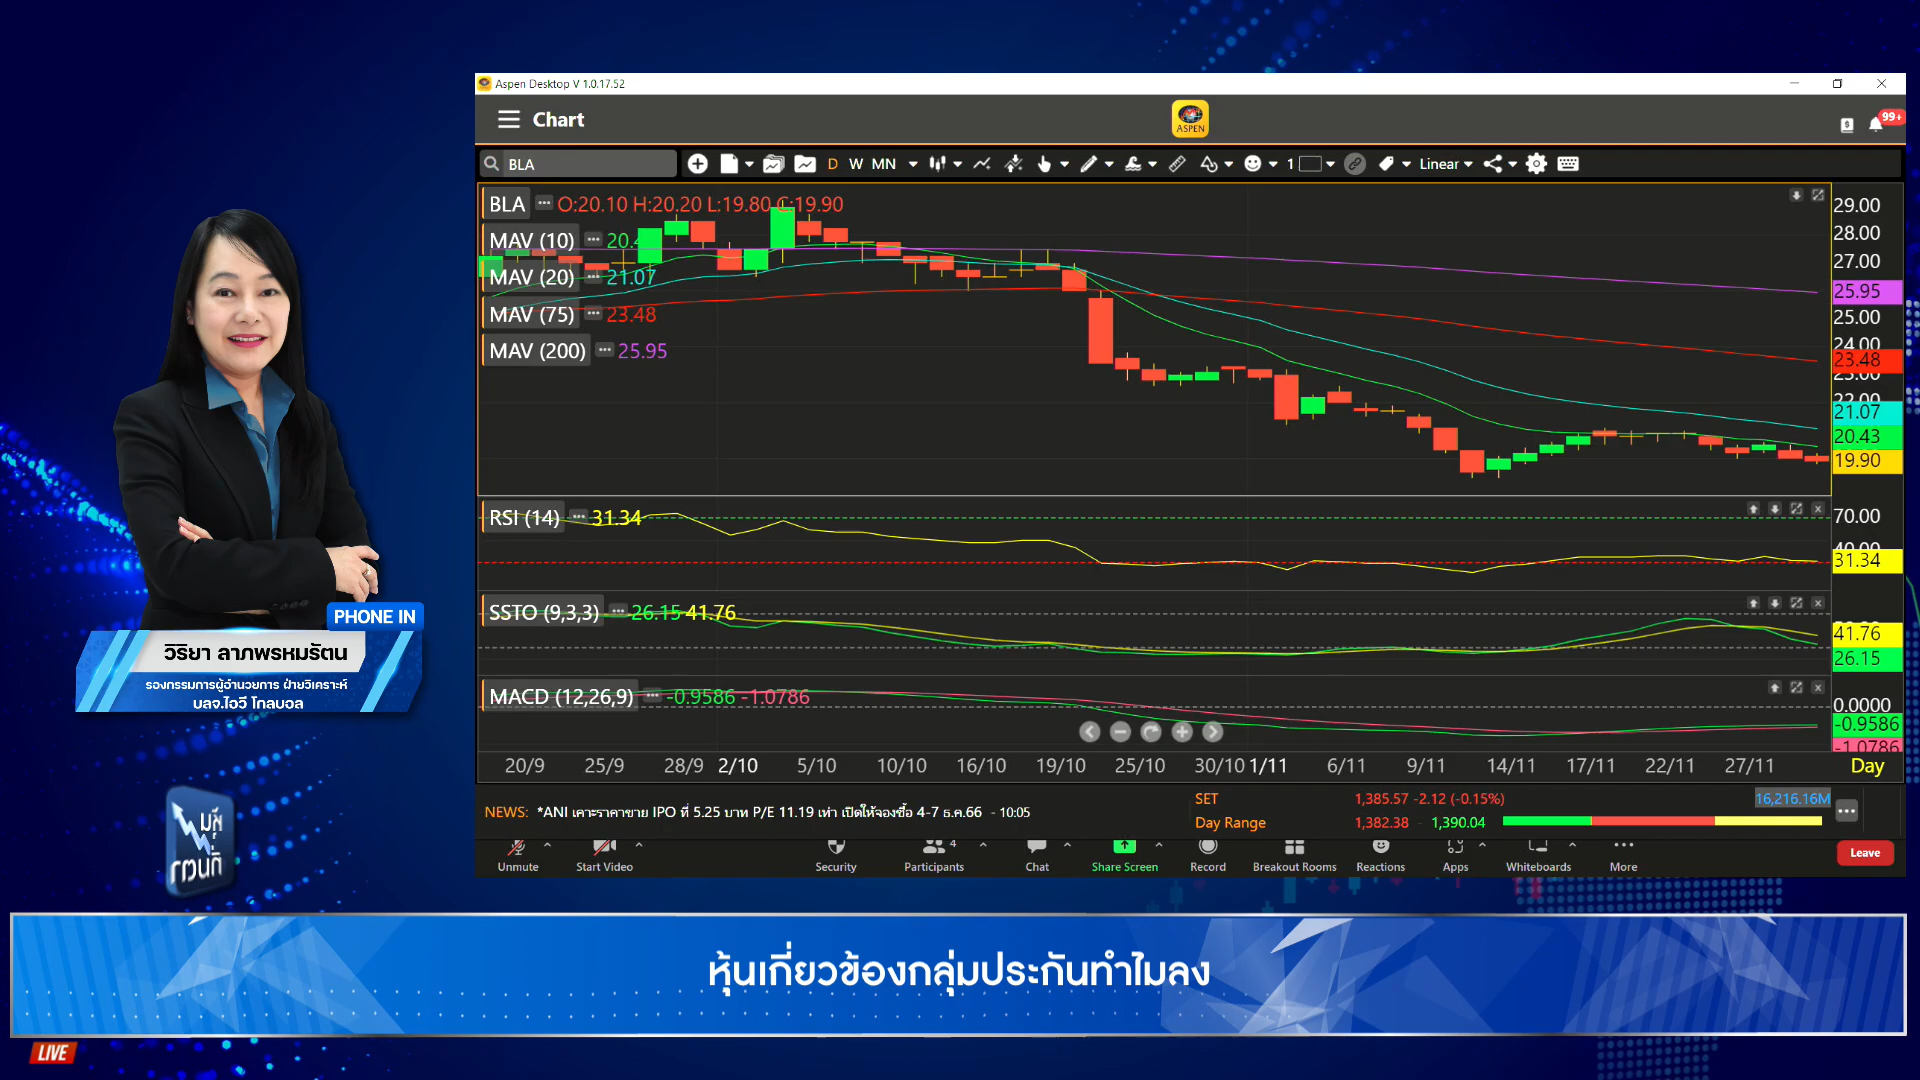 Aspen Desktop V 1.0.17.52
Chart
ASPEN
99+
BLA
D W MN
1
Linear
BLA O:20.10 H:20.20 L:19.80 C:19.90
MAV (10)
MAV (20) 21.07
MAV (75) 23.48
MAV (200) 25.95
29.00
28.00
27.00
25.95
25.00
24.00
23.48
23.00
22.00
21.07
20.43
19.90
RSI (14) 31.34
70.00
40.00
31.34
SSTO (9,3,3) 26.15 41.76
41.76
26.15
MACD (12,26,9) -0.9586 -1.0786
0.0000
-0.9586
-1.0786
20/9 25/9 28/9 2/10 5/10 10/10 16/10 19/10 25/10 30/10 1/11 6/11 9/11 14/11 17/11 22/11 27/11 Day
NEWS: *ANI เคาะราคาขาย IPO ที่ 5.25 บาท P/E 11.19 เท่า เปิดให้จองซื้อ 4-7 ธ.ค.66 - 10:05
SET 1,385.57 -2.12 (-0.15%) 16,216.16M
Day Range 1,382.38 - 1,390.04
Unmute Start Video Security Participants 4 Chat Share Screen Record Breakout Rooms Reactions Apps Whiteboards More Leave
PHONE IN
วิริยา ลาภพรหมรัตน
รองกรรมการผู้อำนวยการ ฝ่ายวิเคราะห์
บลจ.ไอวี โกลบอล
หุ้นเกี่ยวข้องกลุ่มประกันทำไมลง
LIVE